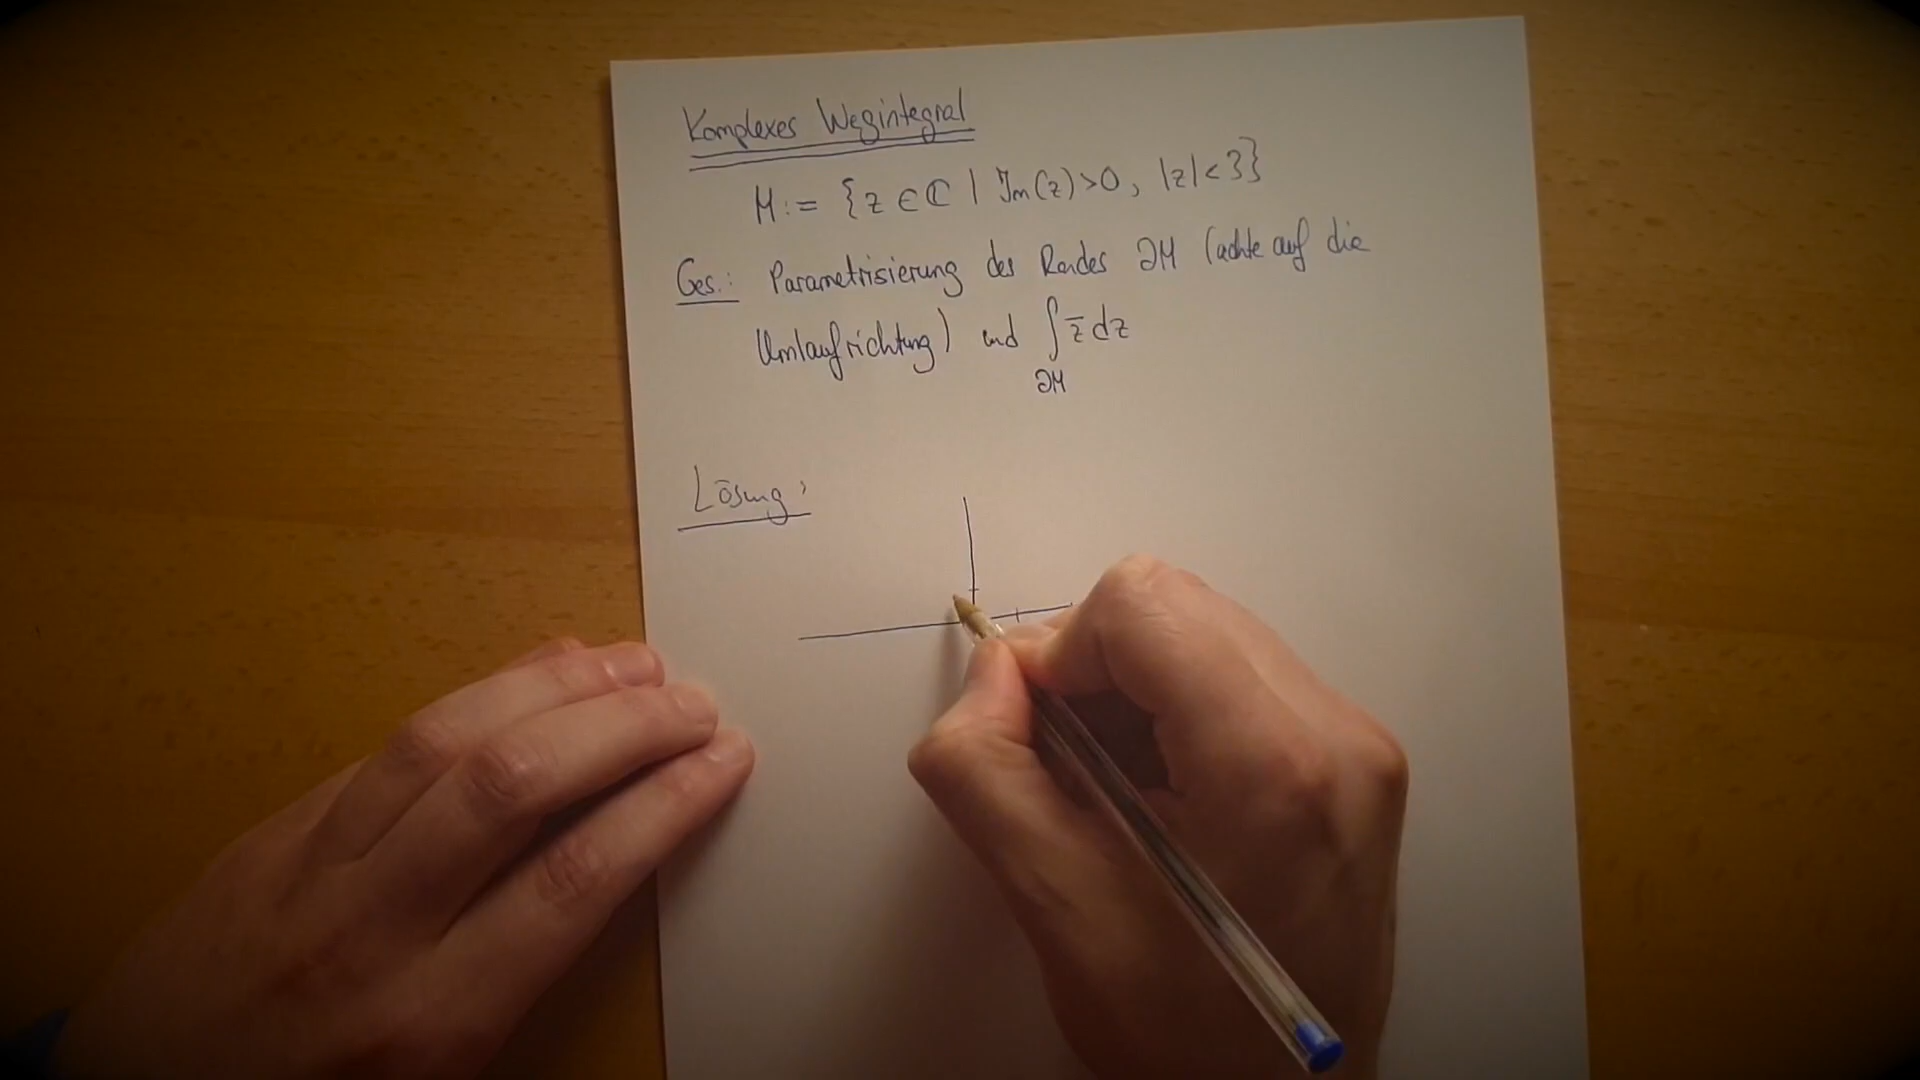 Komplexes Wegintegral
M := {z ∈ ℂ | Im(z)>0, |z|<3}
Ges.: Parametrisierung des Randes ∂M (achte auf die
Umlaufrichtung) und ∫ z̄ dz
∂M
Lösung: